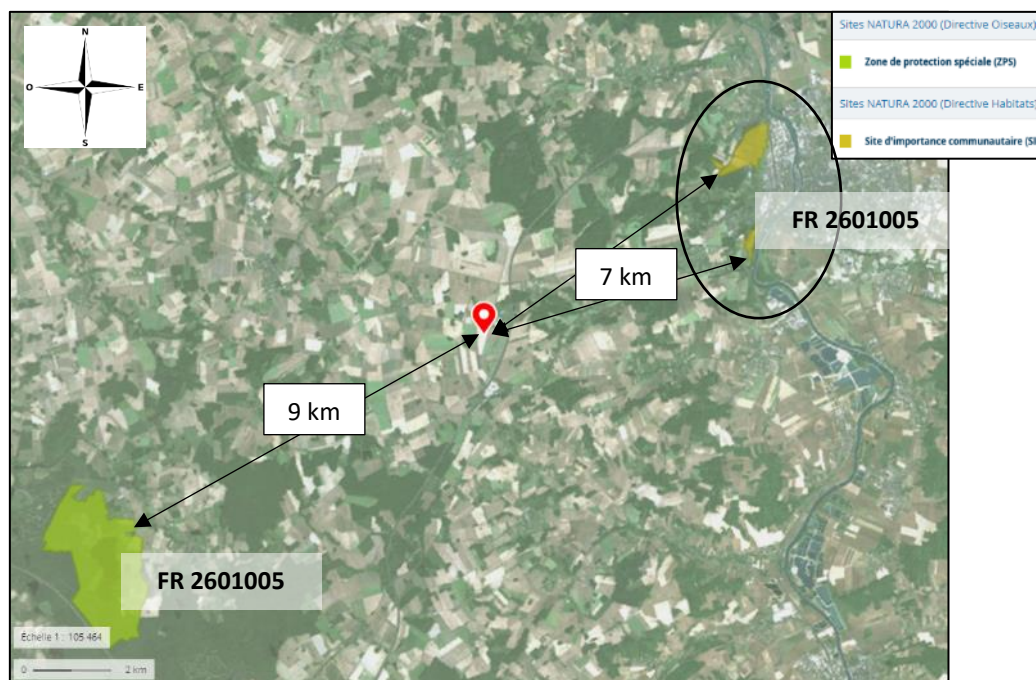 N
O
E
S
Sites NATURA 2000 (Directive Oiseaux)
Zone de protection spéciale (ZPS)
Sites NATURA 2000 (Directive Habitats)
Site d'importance communautaire (SI
FR 2601005
7 km
9 km
FR 2601005
Échelle 1 : 105 464
0
2 km